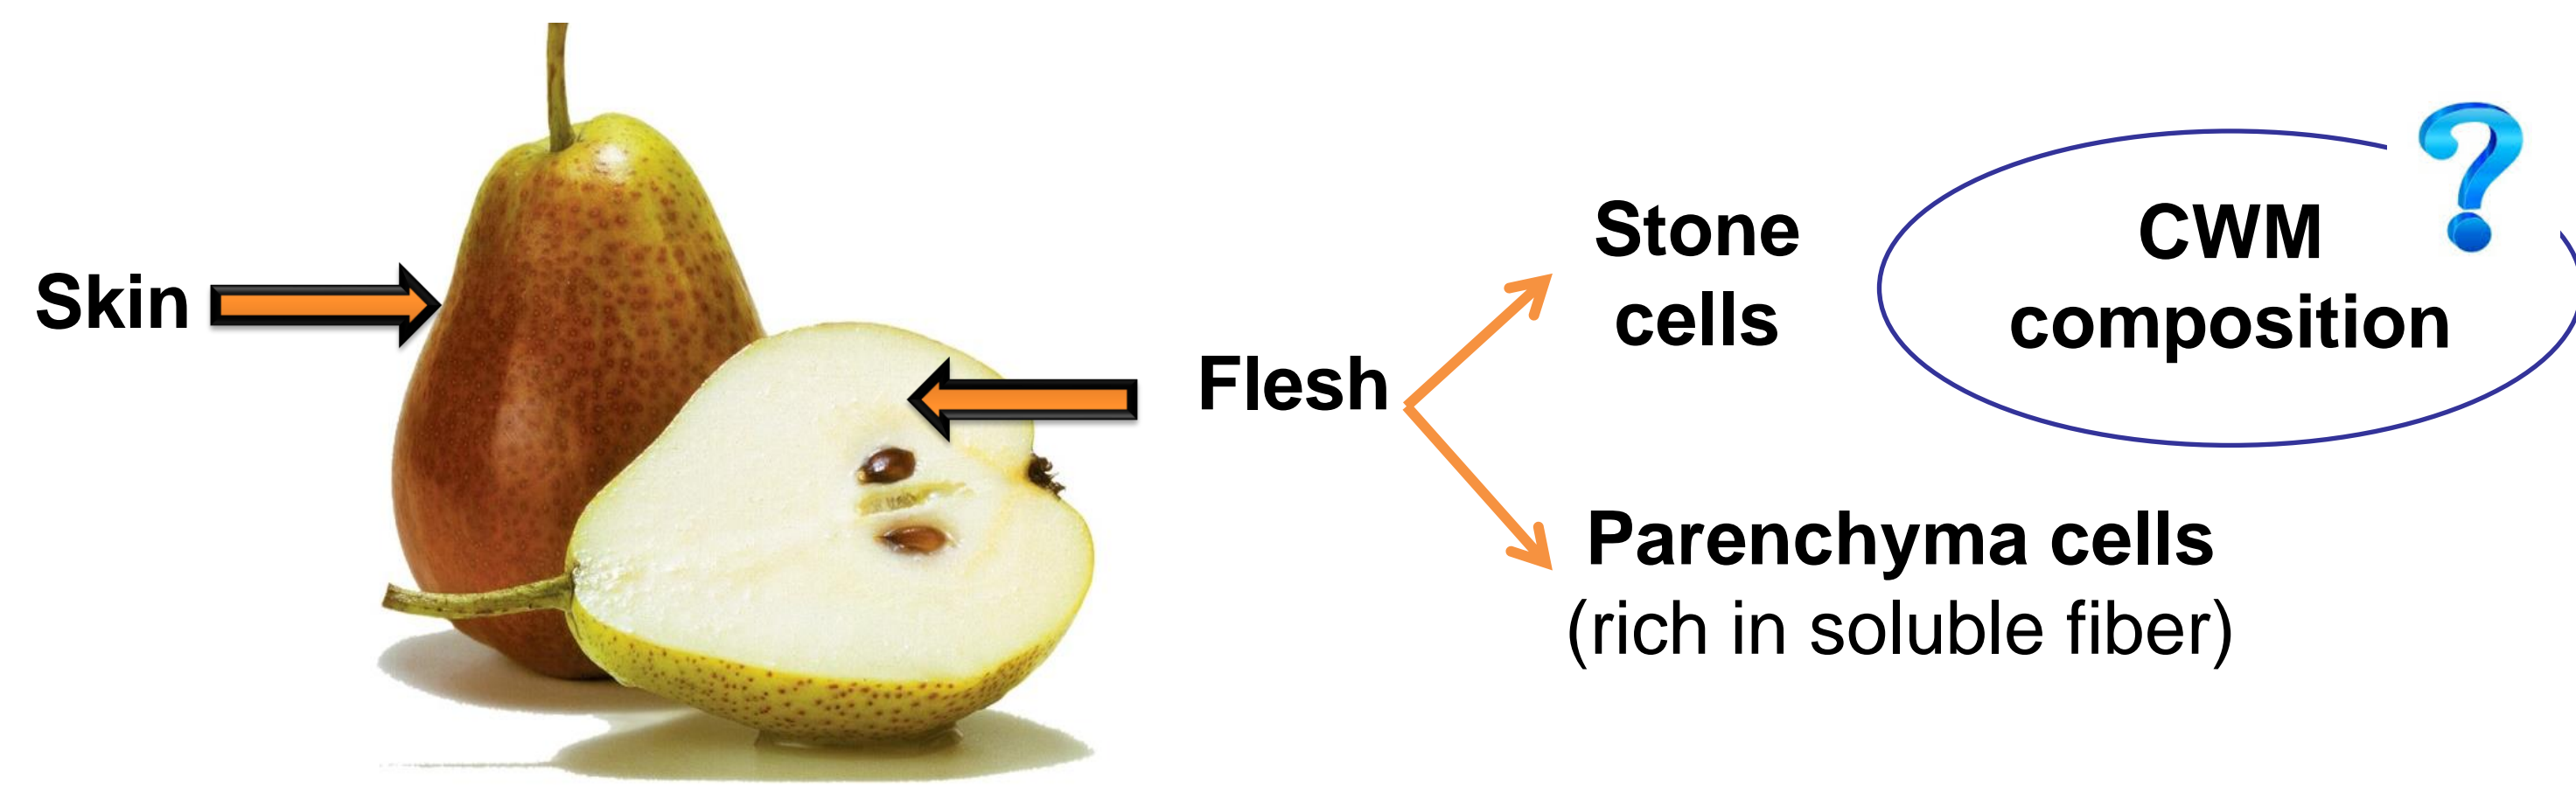 Skin
Flesh
Stone
cells
CWM
composition
?
Parenchyma cells
(rich in soluble fiber)